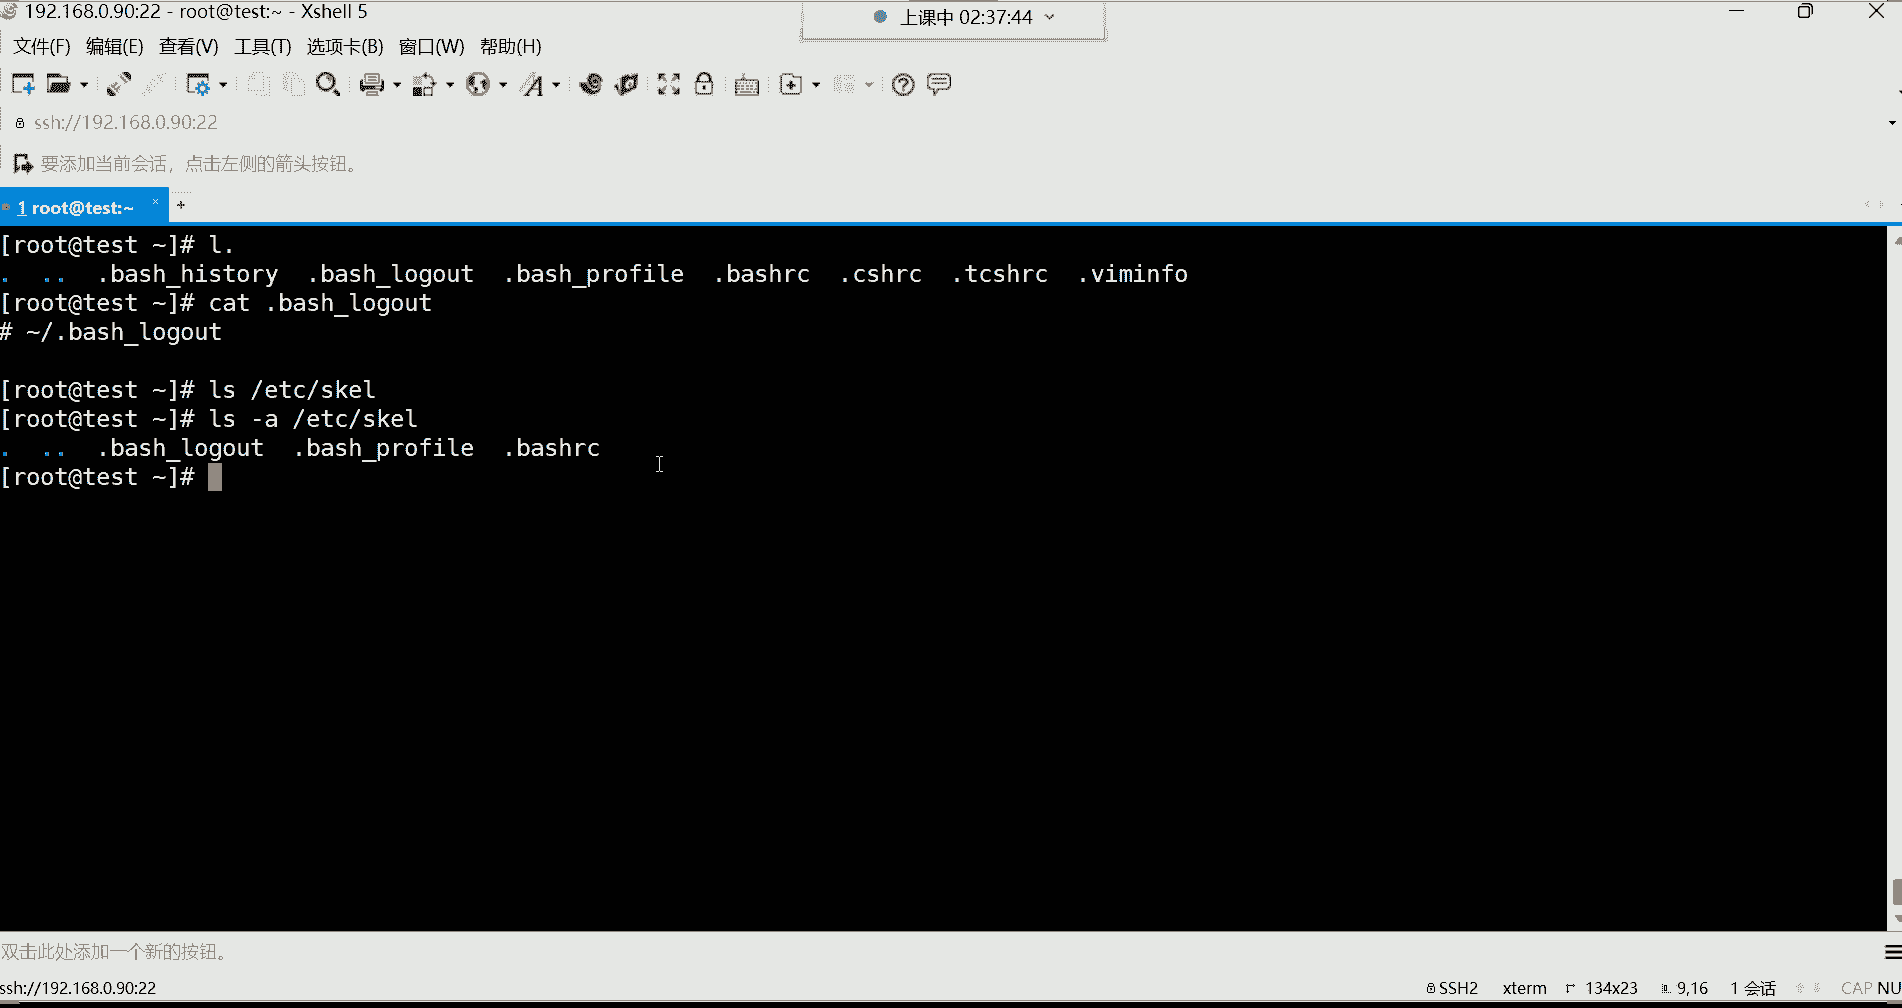 192.168.0.90:22 - root@test:~ - Xshell 5
上课中 02:37:44
文件(F) 编辑(E) 查看(V) 工具(T) 选项卡(B) 窗口(W) 帮助(H)
ssh://192.168.0.90:22
要添加当前会话，点击左侧的箭头按钮。
1 root@test:~ × +
[root@test ~]# l.
.  ..  .bash_history  .bash_logout  .bash_profile  .bashrc  .cshrc  .tcshrc  .viminfo
[root@test ~]# cat .bash_logout
# ~/.bash_logout
[root@test ~]# ls /etc/skel
[root@test ~]# ls -a /etc/skel
.  ..  .bash_logout  .bash_profile  .bashrc
[root@test ~]#
双击此处添加一个新的按钮。
ssh://192.168.0.90:22 SSH2 xterm 134x23 9,16 1 会话 CAP NU